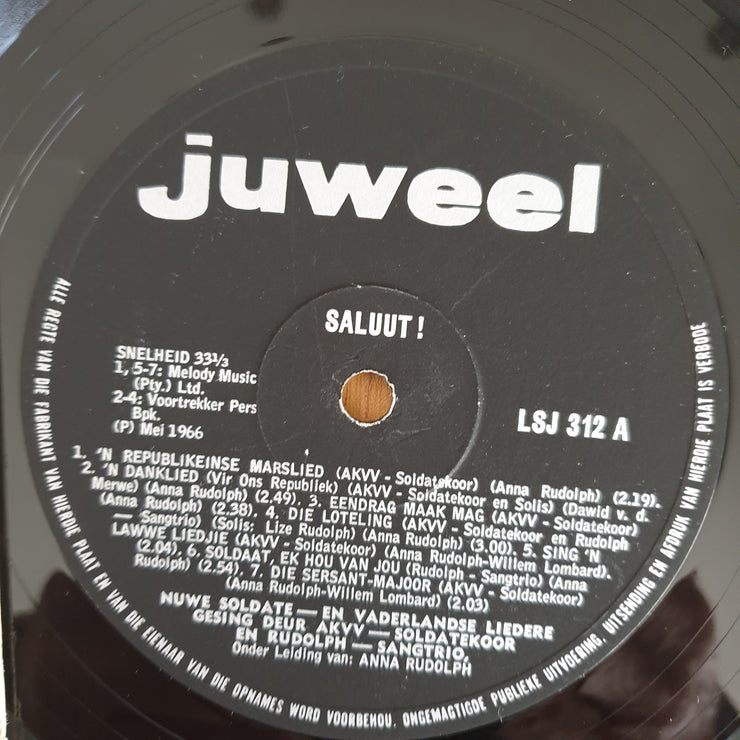 juweel
SALUUT!
SNELHEID 33⅓
1, 5-7: Melody Music
(Pty.) Ltd.
2-4: Voortrekker Pers
Bpk.
(P) Mei 1966
LSJ 312 A
1. 'N REPUBLIKEINSE MARSLIED (AKVV - Soldatekoor) (Anna Rudolph) (2.19).
2. 'N DANKLIED (Vir Ons Republiek) (AKVV - Soldatekoor en Solis) (Dawid v. d.
Merwe) (Anna Rudolph) (2.49). 3. EENDRAG MAAK MAG (AKVV - Soldatekoor)
(Anna Rudolph) (2.38). 4. DIE LOTELING (AKVV - Soldatekoor en Rudolph
— Sangtrio) (Solis: Lize Rudolph) (Anna Rudolph) (3.00). 5. SING 'N
LAWWE LIEDJIE (AKVV - Soldatekoor) (Anna Rudolph-Willem Lombard).
(2.04). 6. SOLDAAT, EK HOU VAN JOU (Rudolph - Sangtrio) (Anna
Rudolph) (2.54). 7. DIE SERSANT-MAJOOR (AKVV - Soldatekoor)
(Anna Rudolph-Willem Lombard) (2.03)
NUWE SOLDATE — EN VADERLANDSE LIEDERE
GESING DEUR AKVV — SOLDATEKOOR
EN RUDOLPH — SANGTRIO,
Onder Leiding van: ANNA RUDOLPH
ALLE REGTE VAN DIE FABRIKANT VAN HIERDIE PLAAT EN VAN DIE EIENAAR VAN DIE OPNAMES WORD VOORBEHOU. ONGEMAGTIGDE PUBLIEKE UITVOERING, UITSENDING EN AFDRUK VAN HIERDIE PLAAT IS VERBODE